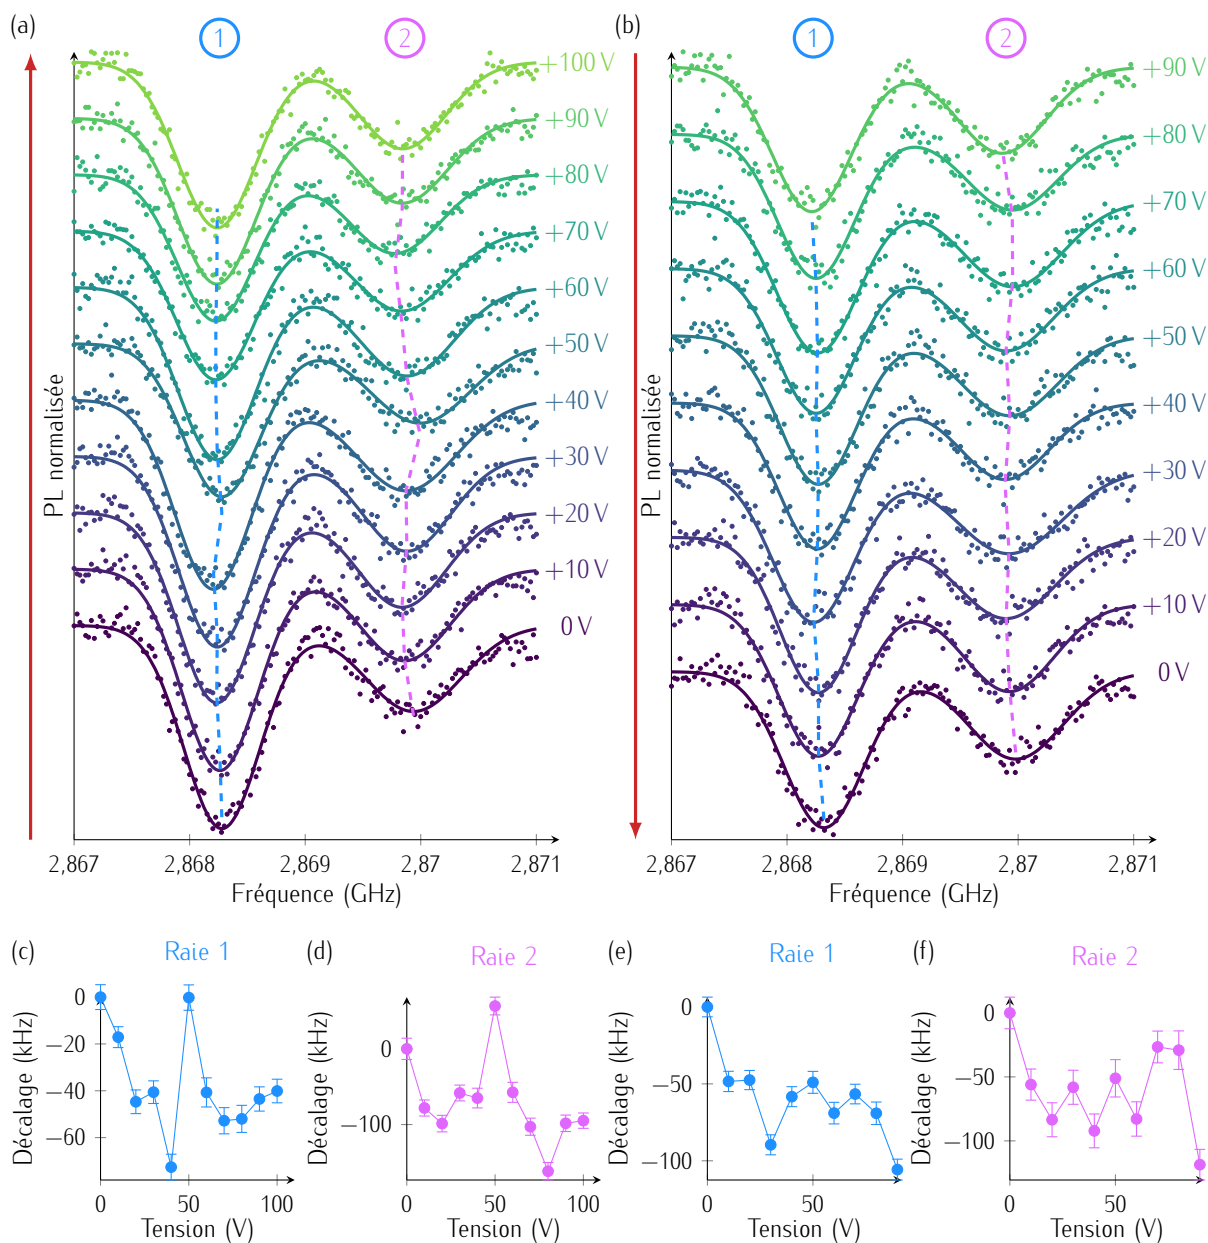 (a)
1
2
+100 V
+90 V
+80 V
+70 V
+60 V
+50 V
+40 V
+30 V
+20 V
+10 V
0 V
PL normalisée
2,867
2,868
2,869
2,87
2,871
Fréquence (GHz)
(b)
1
2
+90 V
+80 V
+70 V
+60 V
+50 V
+40 V
+30 V
+20 V
+10 V
0 V
PL normalisée
2,867
2,868
2,869
2,87
2,871
Fréquence (GHz)
(c)
Raie 1
Décalage (kHz)
0
−20
−40
−60
0
50
100
Tension (V)
(d)
Raie 2
Décalage (kHz)
0
−100
0
50
100
Tension (V)
(e)
Raie 1
Décalage (kHz)
0
−50
−100
0
50
Tension (V)
(f)
Raie 2
Décalage (kHz)
0
−50
−100
0
50
Tension (V)